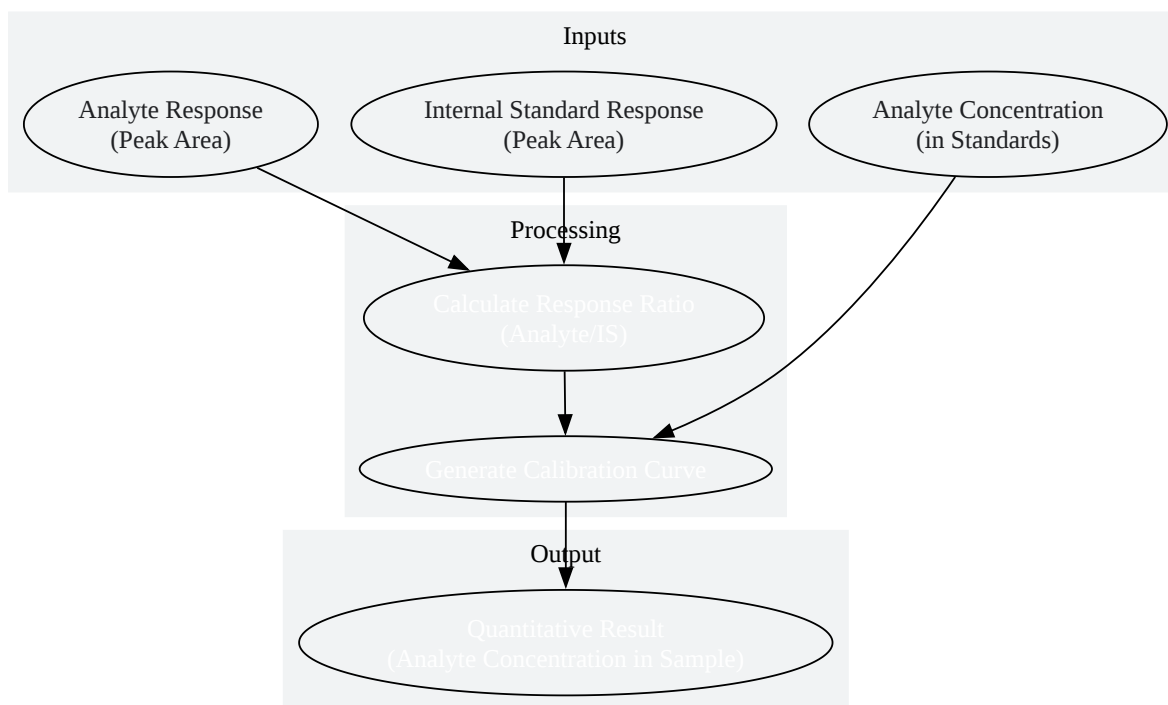 Inputs
Analyte Response
(Peak Area)
Internal Standard Response
(Peak Area)
Analyte Concentration
(in Standards)
Processing
Calculate Response Ratio
(Analyte/IS)
Generate Calibration Curve
Output
Quantitative Result
(Analyte Concentration in Sample)